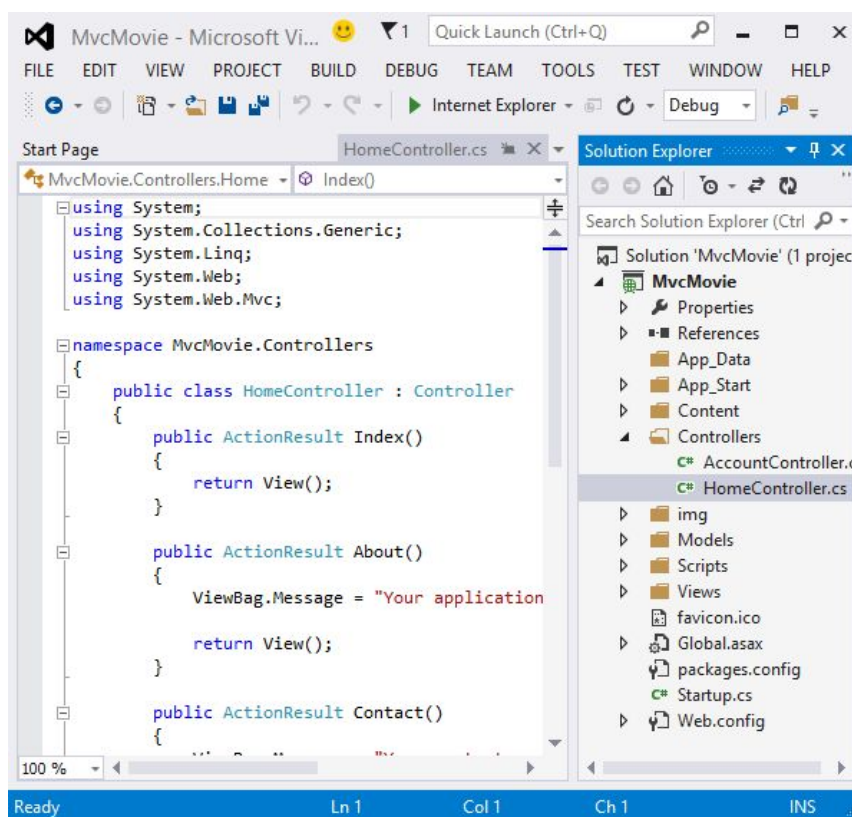 MvcMovie - Microsoft Vi... 1 Quick Launch (Ctrl+Q)
FILE EDIT VIEW PROJECT BUILD DEBUG TEAM TOOLS TEST WINDOW HELP
Internet Explorer Debug
Start Page HomeController.cs
MvcMovie.Controllers.Home Index()
using System;
using System.Collections.Generic;
using System.Linq;
using System.Web;
using System.Web.Mvc;
namespace MvcMovie.Controllers
{
public class HomeController : Controller
{
public ActionResult Index()
{
return View();
}
public ActionResult About()
{
ViewBag.Message = "Your application
return View();
}
public ActionResult Contact()
{
100 %
Solution Explorer
Search Solution Explorer (Ctrl
Solution 'MvcMovie' (1 projec
MvcMovie
Properties
References
App_Data
App_Start
Content
Controllers
C# AccountController.c
C# HomeController.cs
img
Models
Scripts
Views
favicon.ico
Global.asax
packages.config
C# Startup.cs
Web.config
Ready Ln 1 Col 1 Ch 1 INS